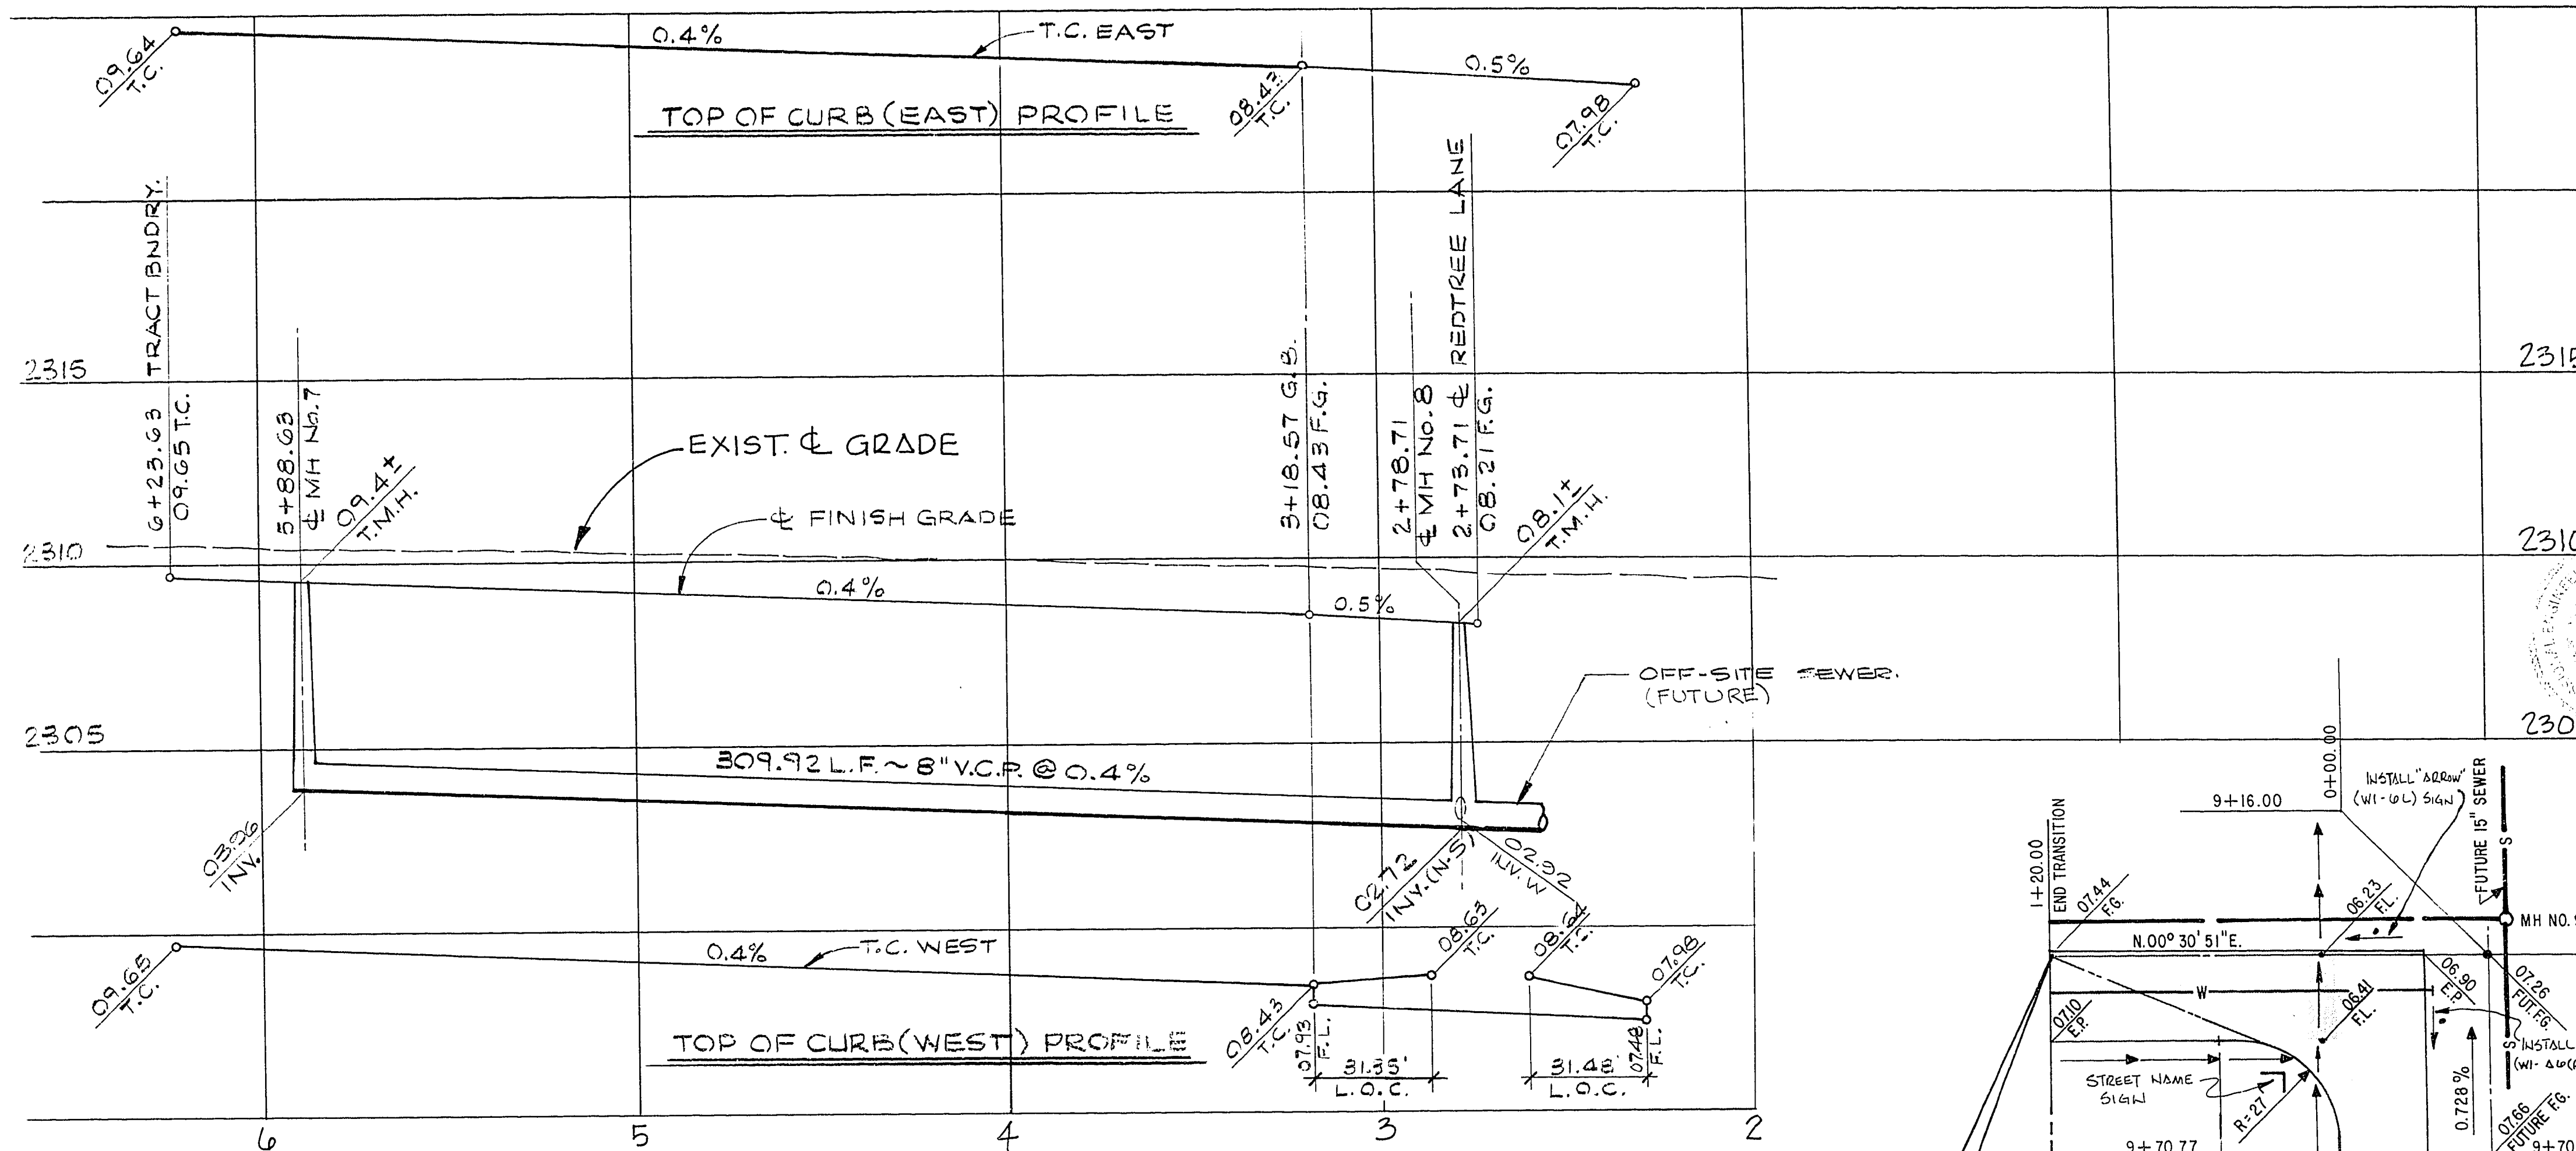 0.4%
T.C. EAST
09.64
T.C.
0.5%
08.43
T.C.
07.98
T.C.
TOP OF CURB (EAST) PROFILE
6+23.63 TRACT BNDRY.
09.65 T.C.
5+88.63
℄ MH No. 7
09.4±
T.M.H.
3+18.57 G.B.
08.43 F.G.
2+78.71
℄ MH No. 8
2+73.71 ℄ REDTREE LANE
08.21 F.G.
08.1±
T.M.H.
2315
2315
EXIST. ℄ GRADE
℄ FINISH GRADE
2310
0.4%
0.5%
OFF-SITE SEWER.
(FUTURE)
2305
309.92 L.F. ~ 8" V.C.P. @ 0.4%
03.96
INV.
02.72
INV. (N-S)
02.92
INV. W
09.65
T.C.
0.4%
T.C. WEST
08.43
T.C.
07.93
F.L.
08.63
T.C.
08.64
T.C.
07.98
T.C.
07.48
F.L.
31.35'
L.O.C.
31.48'
L.O.C.
TOP OF CURB (WEST) PROFILE
6
5
4
3
2
0+00.00
9+16.00
INSTALL "ARROW"
(W1-6L) SIGN
FUTURE 15" SEWER
S
1+20.00
END TRANSITION
07.44
F.G.
06.23
F.L.
MH NO.
N.00° 30' 51"E.
06.90
E.P.
07.26
FUT. F.G.
W
07.10
E.P.
06.41
F.L.
S
INSTALL
STREET NAME
SIGN
R=27'
0.728%
07.66
FUTURE F.G.
9+70.77
9+70